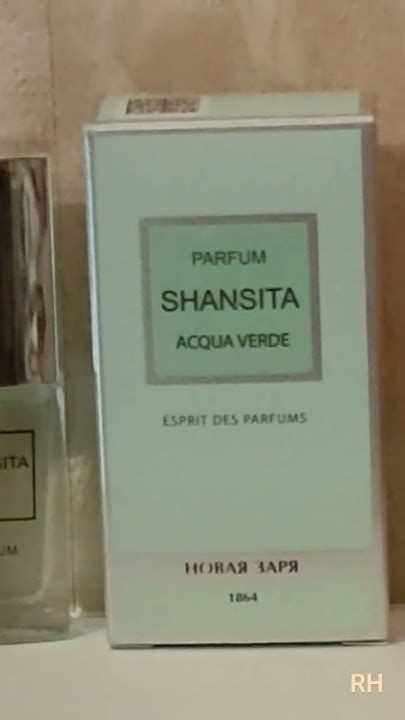 PARFUM
SHANSITA
ACQUA VERDE
ESPRIT DES PARFUMS
НОВАЯ ЗАРЯ
1864
SITA
UM
RH